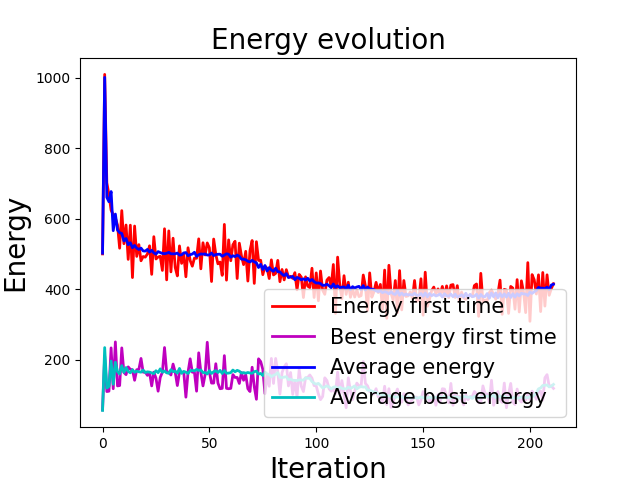 Energy evolution
1000
800
600
400
200
Energy
Energy first time
Best energy first time
Average energy
Average best energy
0 50 100 150 200
Iteration